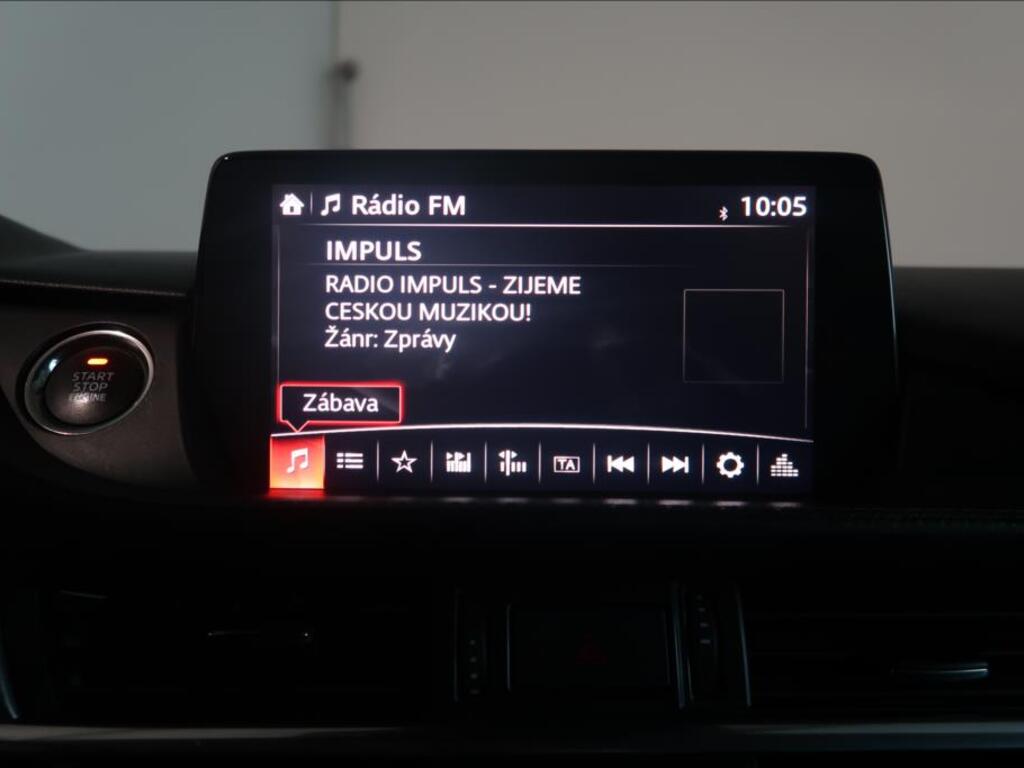 Rádio FM
10:05
IMPULS
RADIO IMPULS - ZIJEME
CESKOU MUZIKOU!
Žánr: Zprávy
Zábava
TA
START
STOP
ENGINE